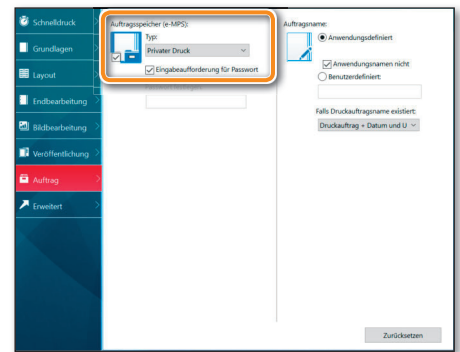 Schnelldruck
Grundlagen
Layout
Endbearbeitung
Bildbearbeitung
Veröffentlichung
Auftrag
Erweitert
Auftragsspeicher (e-MPS):
Typ:
Privater Druck
Eingabeaufforderung für Passwort
Auftragsname:
Anwendungsdefiniert
Anwendungsnamen nicht
Benutzerdefiniert:
Falls Druckauftragsname existiert:
Druckauftrag + Datum und U
Zurücksetzen